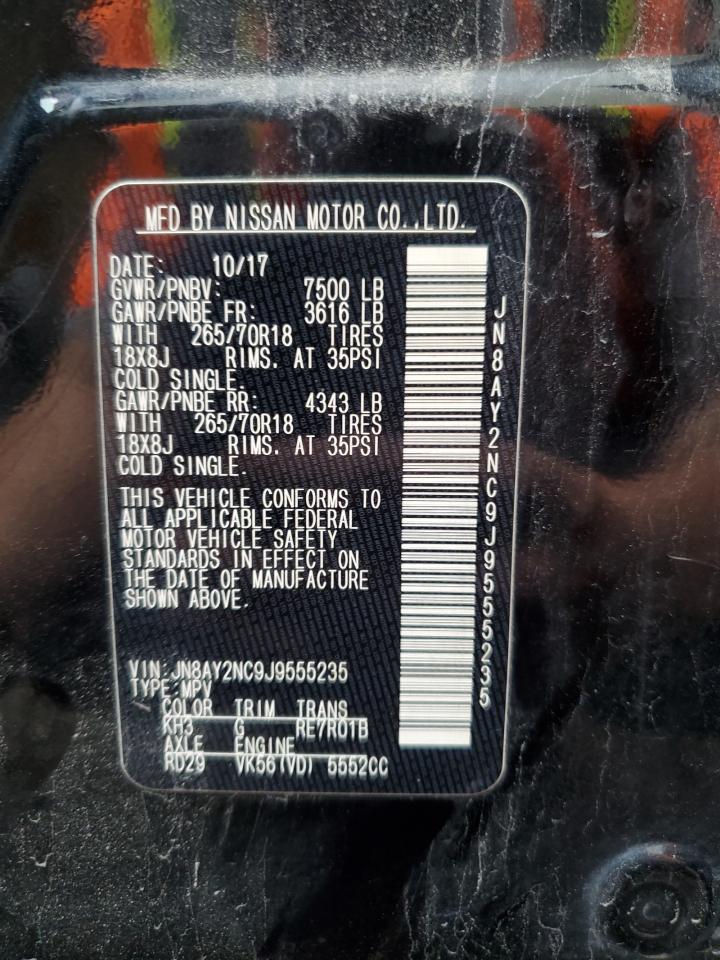 MFD BY NISSAN MOTOR CO.,LTD.
DATE: 10/17
GVWR/PNBV: 7500 LB
GAWR/PNBE FR: 3616 LB
WITH 265/70R18 TIRES
18X8J RIMS. AT 35PSI
COLD SINGLE.
GAWR/PNBE RR: 4343 LB
WITH 265/70R18 TIRES
18X8J RIMS. AT 35PSI
COLD SINGLE.
THIS VEHICLE CONFORMS TO
ALL APPLICABLE FEDERAL
MOTOR VEHICLE SAFETY
STANDARDS IN EFFECT ON
THE DATE OF MANUFACTURE
SHOWN ABOVE.
VIN:JN8AY2NC9J9555235
TYPE:MPV
COLOR TRIM TRANS
KH3 G RE7R01B
AXLE ENGINE
RD29 VK56(VD) 5552CC
JN8AY2NC9J9555235